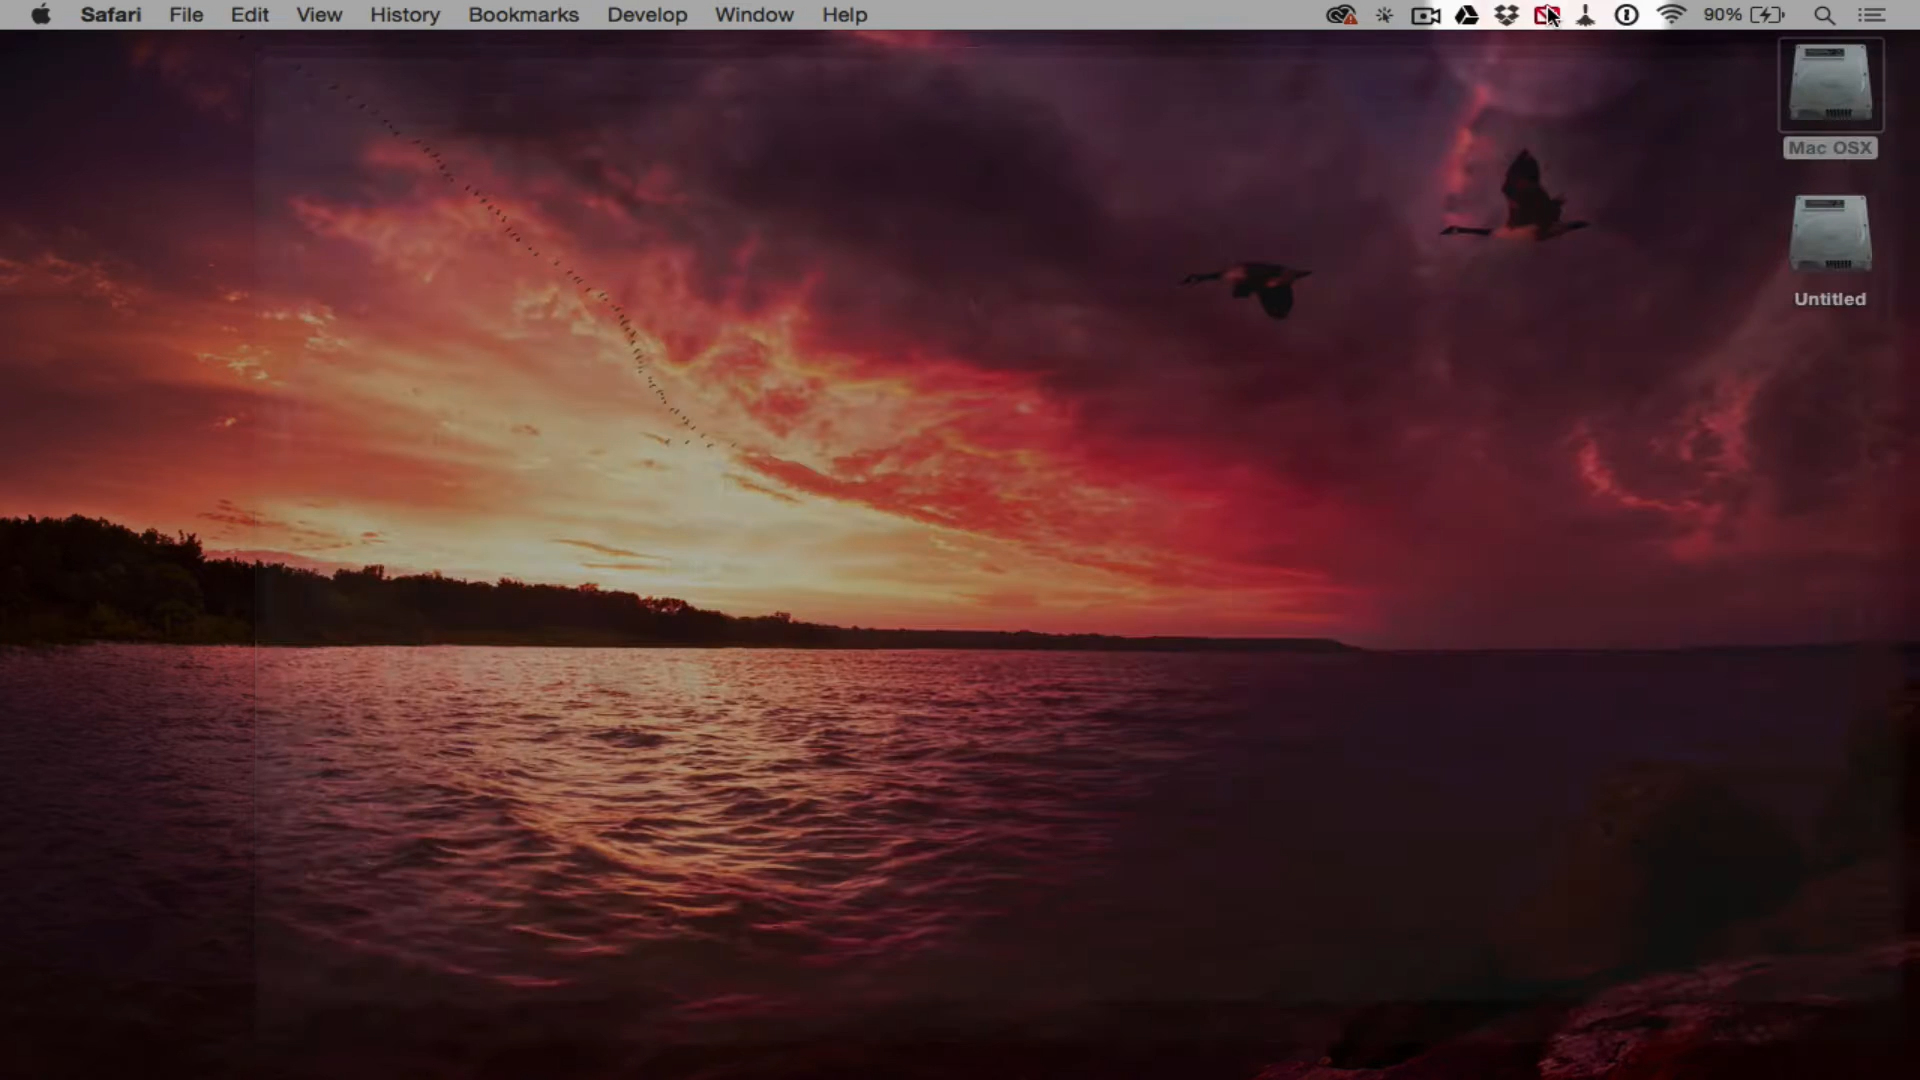 Safari File Edit View History Bookmarks Develop Window Help 90%
Mac OSX
Untitled